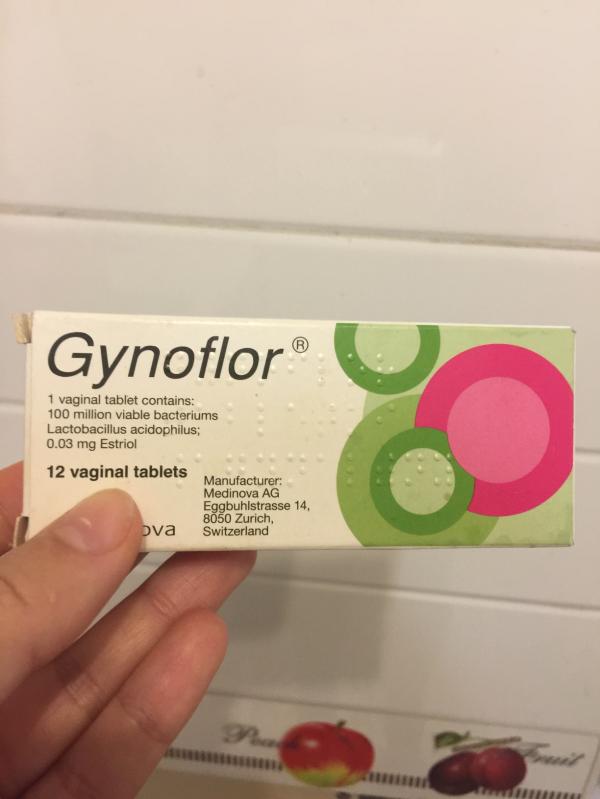 Gynoflor ®
1 vaginal tablet contains:
100 million viable bacteriums
Lactobacillus acidophilus;
0.03 mg Estriol
12 vaginal tablets
Manufacturer:
Medinova AG
Eggbuhlstrasse 14,
8050 Zurich,
Switzerland
Fruit